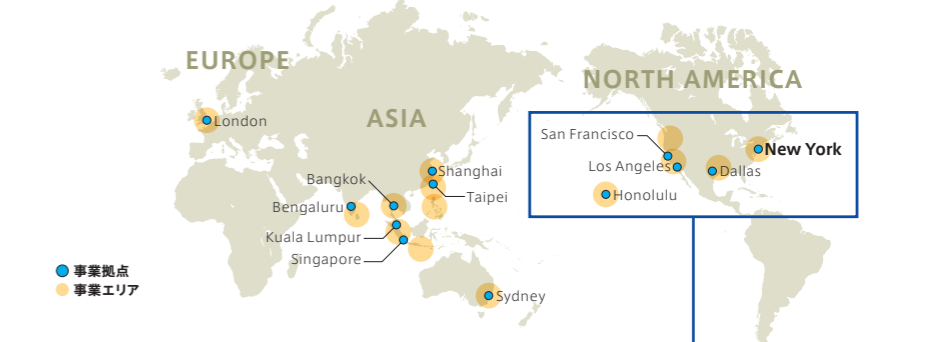 EUROPE
NORTH AMERICA
ASIA
London
San Francisco
New York
Los Angeles
Dallas
Shanghai
Bangkok
Taipei
Honolulu
Bengaluru
Kuala Lumpur
Singapore
事業拠点
事業エリア
Sydney